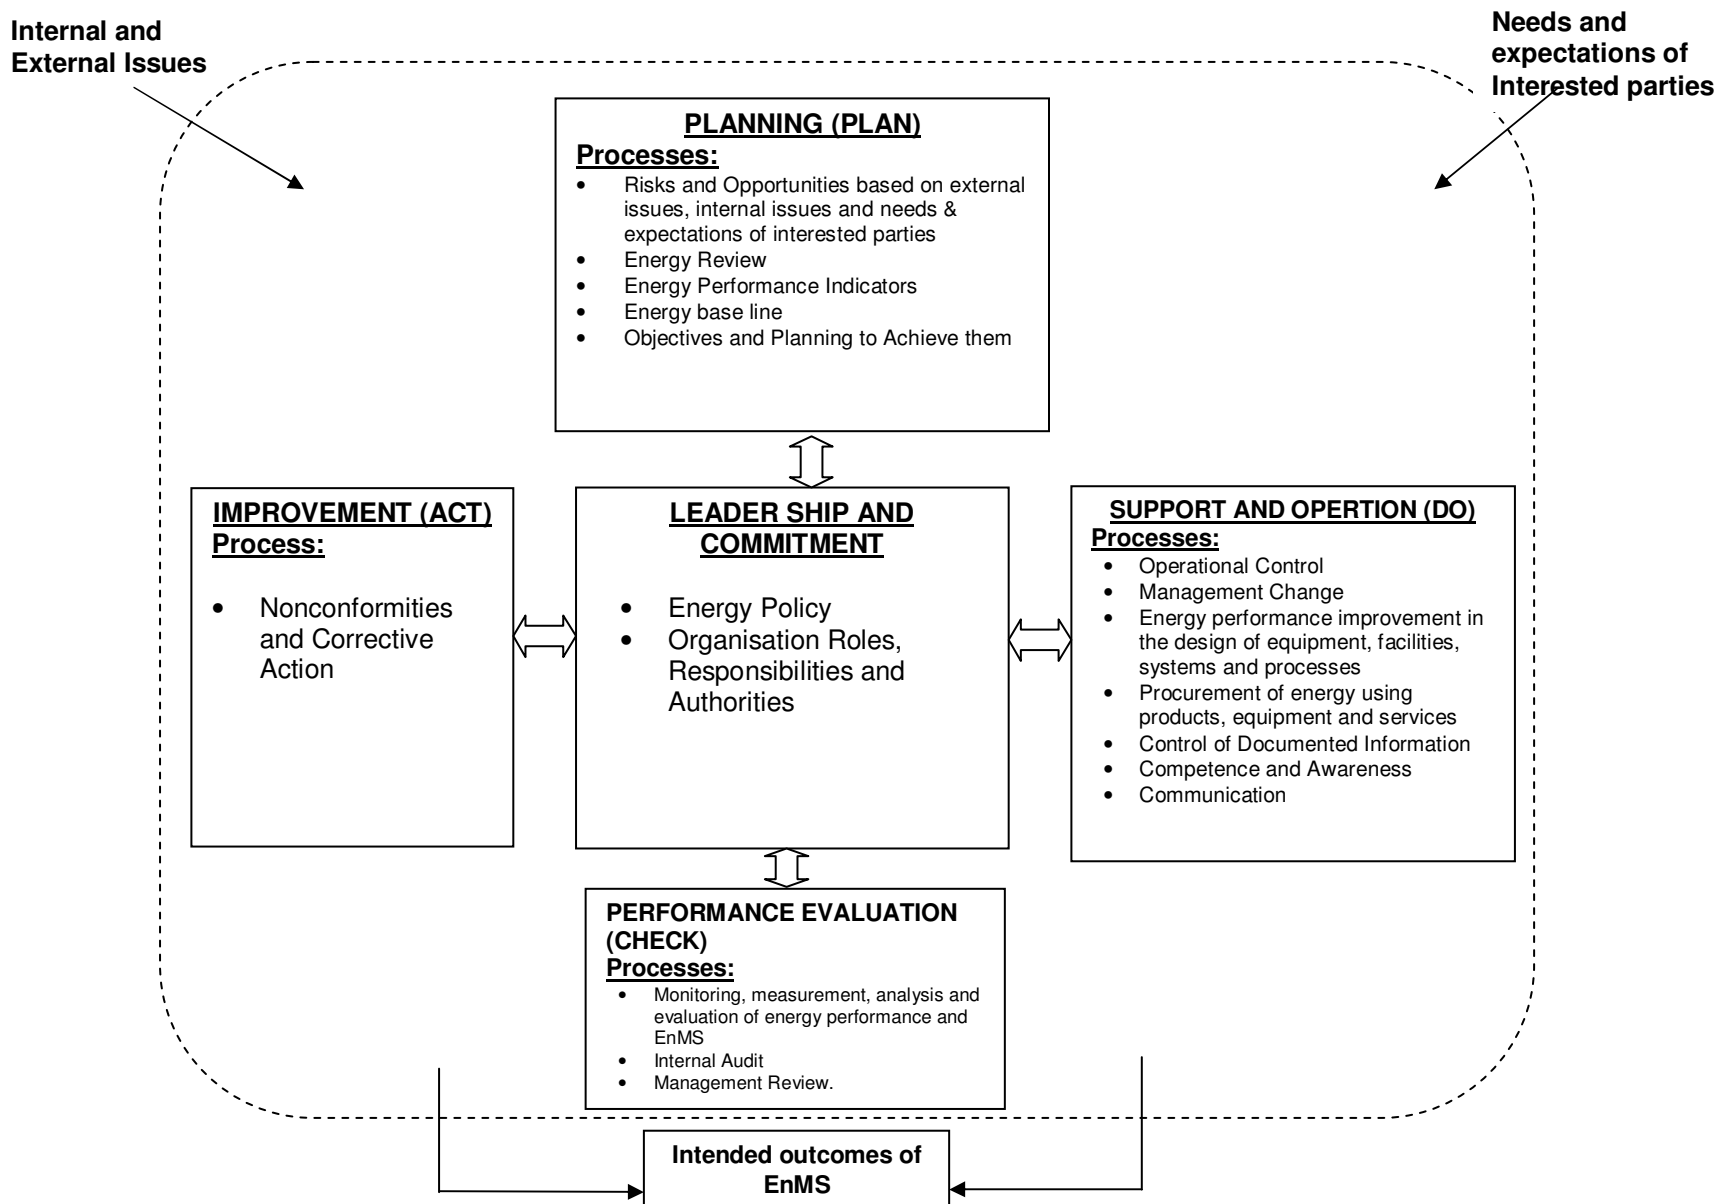 Internal and
External Issues
Needs and
expectations of
Interested parties
PLANNING (PLAN)
Processes:
• Risks and Opportunities based on external
issues, internal issues and needs &
expectations of interested parties
• Energy Review
• Energy Performance Indicators
• Energy base line
• Objectives and Planning to Achieve them
IMPROVEMENT (ACT)
Process:
• Nonconformities
and Corrective
Action
LEADER SHIP AND
COMMITMENT
• Energy Policy
• Organisation Roles,
Responsibilities and
Authorities
SUPPORT AND OPERTION (DO)
Processes:
• Operational Control
• Management Change
• Energy performance improvement in
the design of equipment, facilities,
systems and processes
• Procurement of energy using
products, equipment and services
• Control of Documented Information
• Competence and Awareness
• Communication
PERFORMANCE EVALUATION
(CHECK)
Processes:
• Monitoring, measurement, analysis and
evaluation of energy performance and
EnMS
• Internal Audit
• Management Review.
Intended outcomes of
EnMS